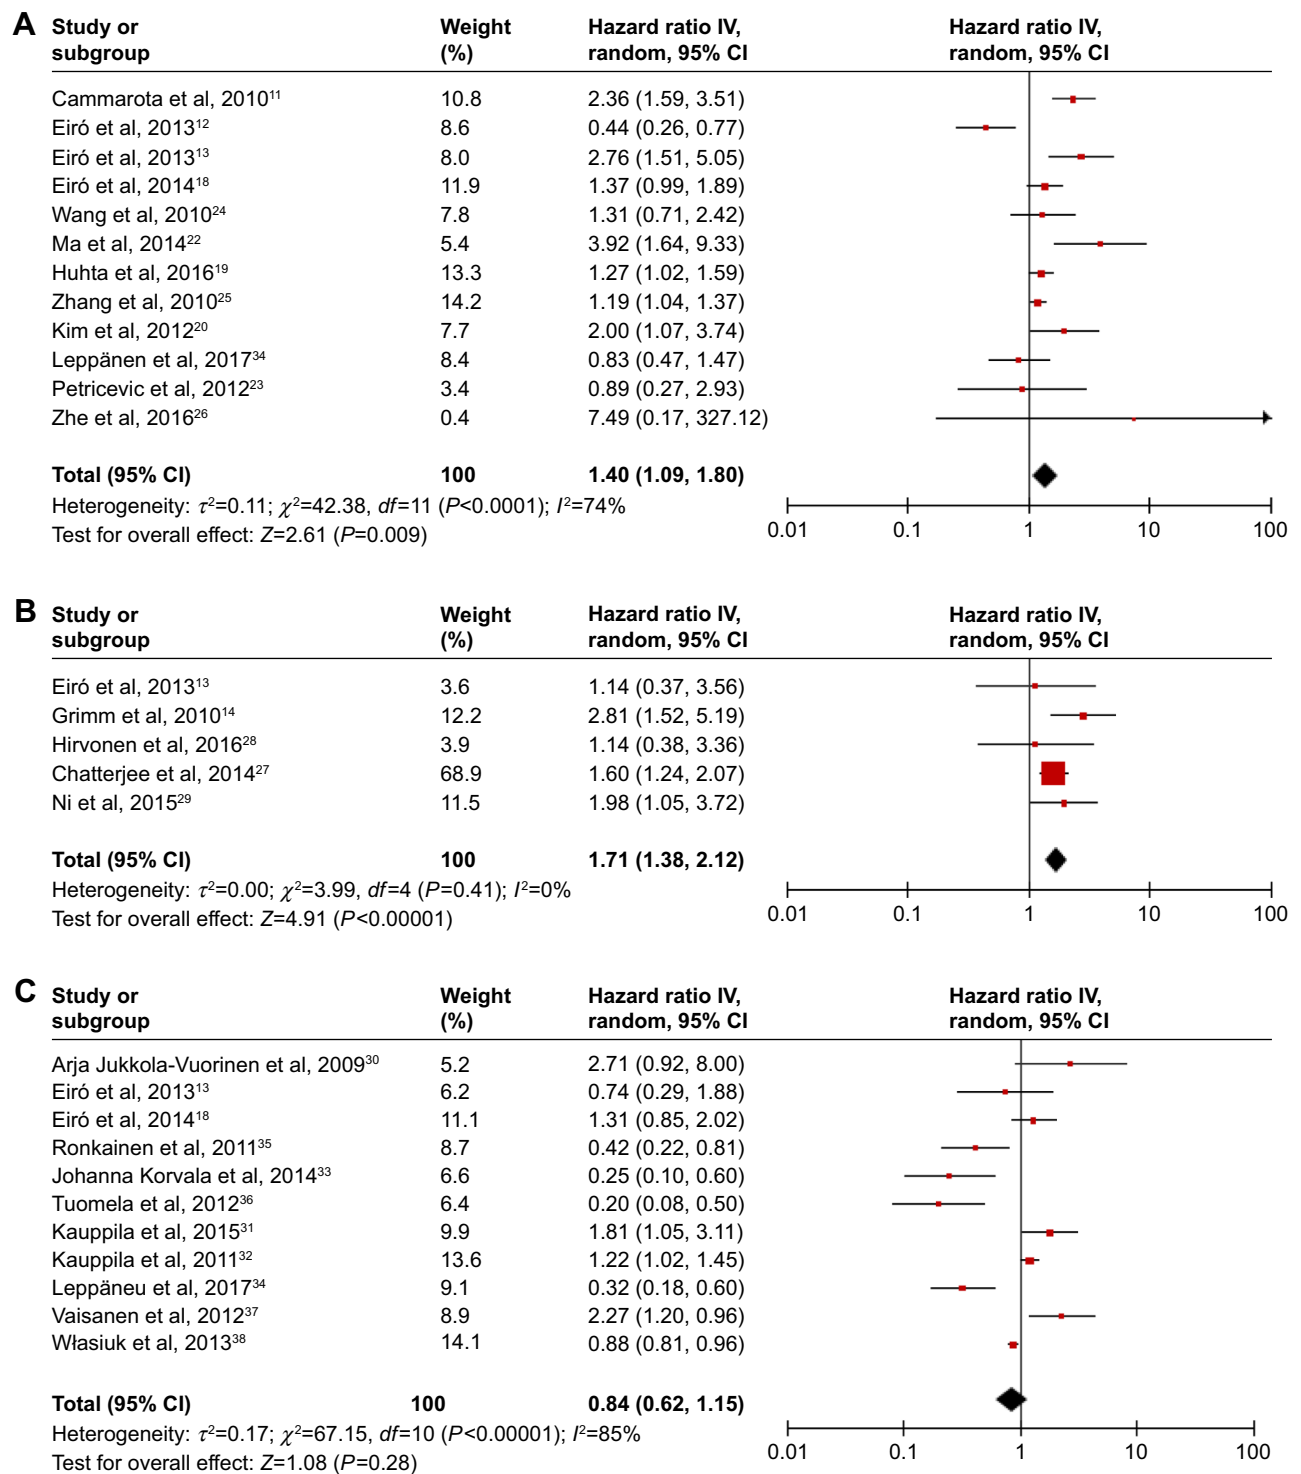 A Study or subgroup Weight (%) Hazard ratio IV, random, 95% CI Hazard ratio IV, random, 95% CI
Cammarota et al, 2010¹¹ 10.8 2.36 (1.59, 3.51)
Eiró et al, 2013¹² 8.6 0.44 (0.26, 0.77)
Eiró et al, 2013¹³ 8.0 2.76 (1.51, 5.05)
Eiró et al, 2014¹⁸ 11.9 1.37 (0.99, 1.89)
Wang et al, 2010²⁴ 7.8 1.31 (0.71, 2.42)
Ma et al, 2014²² 5.4 3.92 (1.64, 9.33)
Huhta et al, 2016¹⁹ 13.3 1.27 (1.02, 1.59)
Zhang et al, 2010²⁵ 14.2 1.19 (1.04, 1.37)
Kim et al, 2012²⁰ 7.7 2.00 (1.07, 3.74)
Leppänen et al, 2017³⁴ 8.4 0.83 (0.47, 1.47)
Petricevic et al, 2012²³ 3.4 0.89 (0.27, 2.93)
Zhe et al, 2016²⁶ 0.4 7.49 (0.17, 327.12)
Total (95% CI) 100 1.40 (1.09, 1.80)
Heterogeneity: τ²=0.11; χ²=42.38, df=11 (P<0.0001); I²=74%
Test for overall effect: Z=2.61 (P=0.009)
0.01 0.1 1 10 100
B Study or subgroup Weight (%) Hazard ratio IV, random, 95% CI Hazard ratio IV, random, 95% CI
Eiró et al, 2013¹³ 3.6 1.14 (0.37, 3.56)
Grimm et al, 2010¹⁴ 12.2 2.81 (1.52, 5.19)
Hirvonen et al, 2016²⁸ 3.9 1.14 (0.38, 3.36)
Chatterjee et al, 2014²⁷ 68.9 1.60 (1.24, 2.07)
Ni et al, 2015²⁹ 11.5 1.98 (1.05, 3.72)
Total (95% CI) 100 1.71 (1.38, 2.12)
Heterogeneity: τ²=0.00; χ²=3.99, df=4 (P=0.41); I²=0%
Test for overall effect: Z=4.91 (P<0.00001)
0.01 0.1 1 10 100
C Study or subgroup Weight (%) Hazard ratio IV, random, 95% CI Hazard ratio IV, random, 95% CI
Arja Jukkola-Vuorinen et al, 2009³⁰ 5.2 2.71 (0.92, 8.00)
Eiró et al, 2013¹³ 6.2 0.74 (0.29, 1.88)
Eiró et al, 2014¹⁸ 11.1 1.31 (0.85, 2.02)
Ronkainen et al, 2011³⁵ 8.7 0.42 (0.22, 0.81)
Johanna Korvala et al, 2014³³ 6.6 0.25 (0.10, 0.60)
Tuomela et al, 2012³⁶ 6.4 0.20 (0.08, 0.50)
Kauppila et al, 2015³¹ 9.9 1.81 (1.05, 3.11)
Kauppila et al, 2011³² 13.6 1.22 (1.02, 1.45)
Leppäneu et al, 2017³⁴ 9.1 0.32 (0.18, 0.60)
Vaisanen et al, 2012³⁷ 8.9 2.27 (1.20, 0.96)
Własiuk et al, 2013³⁸ 14.1 0.88 (0.81, 0.96)
Total (95% CI) 100 0.84 (0.62, 1.15)
Heterogeneity: τ²=0.17; χ²=67.15, df=10 (P<0.00001); I²=85%
Test for overall effect: Z=1.08 (P=0.28)
0.01 0.1 1 10 100